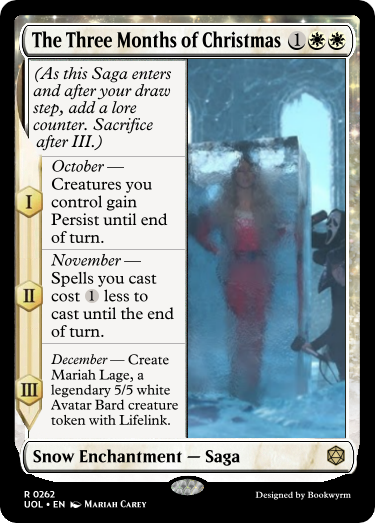 The Three Months of Christmas 1
(As this Saga enters
and after your draw
step, add a lore
counter. Sacrifice
after III.)
I
October —
Creatures you
control gain
Persist until end
of turn.
II
November —
Spells you cast
cost 1 less to
cast until the end
of turn.
III
December — Create
Mariah Lage, a
legendary 5/5 white
Avatar Bard creature
token with Lifelink.
Snow Enchantment — Saga
R 0262
UOL • EN Mariah Carey
Designed by Bookwyrm